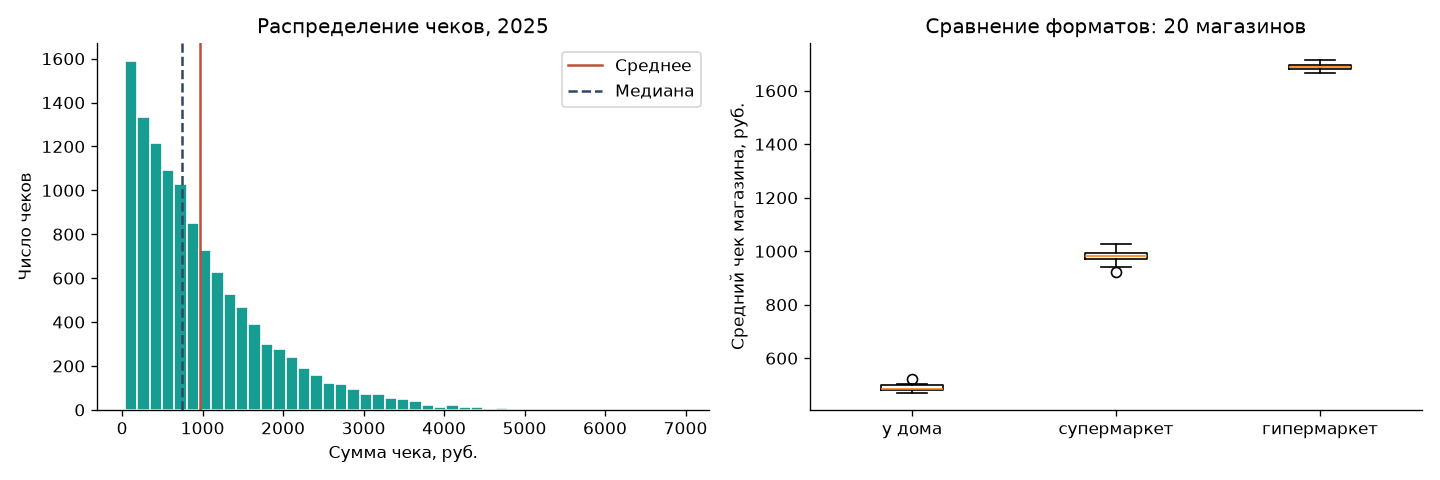 Распределение чеков, 2025
Число чеков
1600
1400
1200
1000
800
600
400
200
0
Среднее
Медиана
0 1000 2000 3000 4000 5000 6000 7000
Сумма чека, руб.
Сравнение форматов: 20 магазинов
Средний чек магазина, руб.
1600
1400
1200
1000
800
600
у дома супермаркет гипермаркет